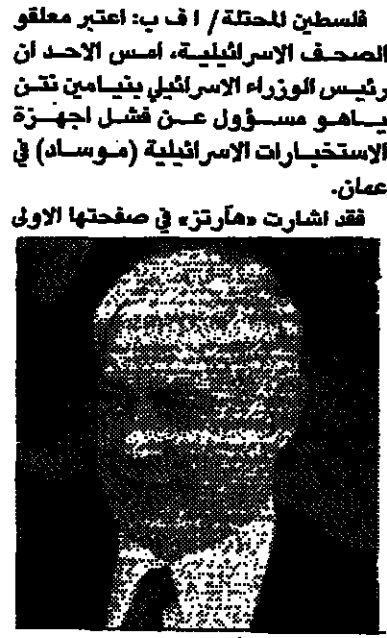 فلسطين المحتلة / ا ف ب: اعتبر معلقو
الصحف الاسرائيلية، امس الاحد ان
رئيس الوزراء الاسرائيلي بنيامين نتن
ياهو مسؤول عن فشل اجهزة
الاستخبارات الاسرائيلية (موساد) في
عمان.
فقد اشارت «هآرتز» في صفحتها الاولى